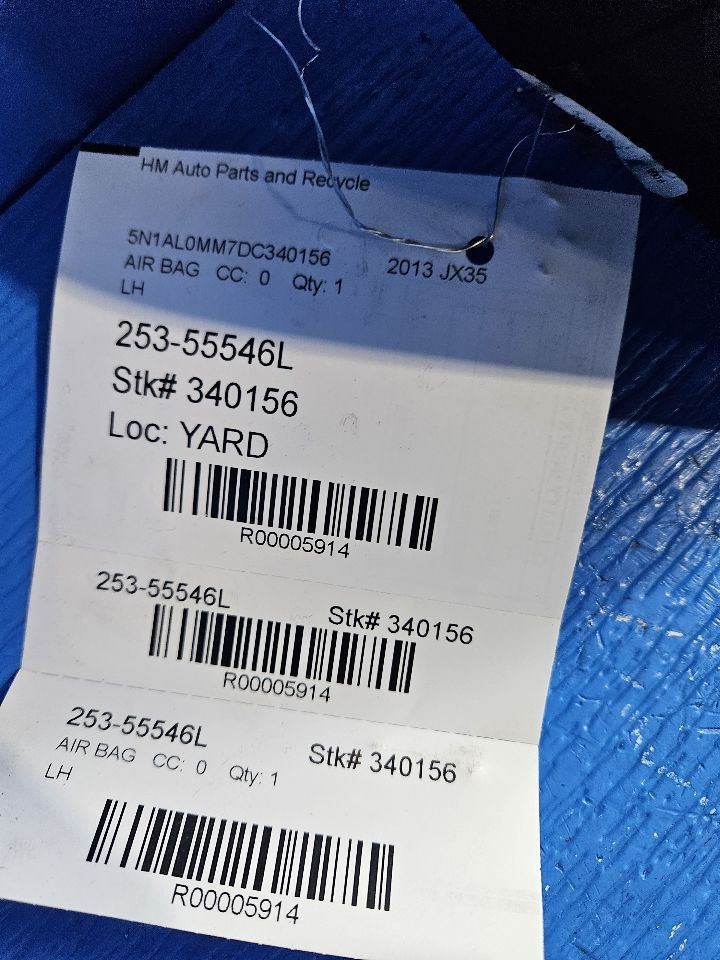 HM Auto Parts and Recycle
5N1AL0MM7DC340156 2013 JX35
AIR BAG CC: 0 Qty: 1
LH
253-55546L
Stk# 340156
Loc: YARD
R00005914
253-55546L Stk# 340156
R00005914
253-55546L Stk# 340156
AIR BAG CC: 0 Qty: 1
LH
R00005914